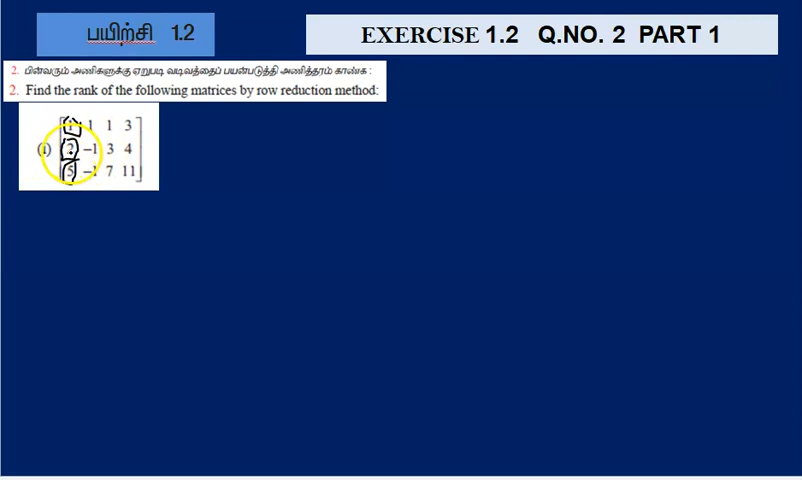 பயிற்சி 1.2
EXERCISE 1.2 Q.NO. 2 PART 1
2. பின்வரும் அணிகளுக்கு ஏறுபடி வடிவத்தைப் பயன்படுத்தி அணித்தரம் காண்க :
2. Find the rank of the following matrices by row reduction method:
1 1 1 3
(i) 2 −1 3 4
5 −1 7 11